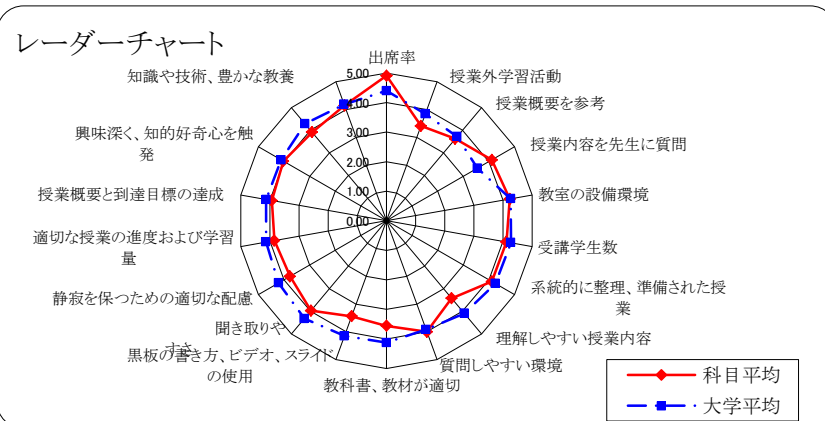 レーダーチャート
出席率
授業外学習活動
授業概要を参考
授業内容を先生に質問
教室の設備環境
受講学生数
系統的に整理、準備された授
業
理解しやすい授業内容
質問しやすい環境
教科書、教材が適切
黒板の書き方、ビデオ、スライド
の使用
聞き取りや
すさ
静寂を保つための適切な配慮
適切な授業の進度および学習
量
授業概要と到達目標の達成
興味深く、知的好奇心を触
発
知識や技術、豊かな教養
5.00
4.00
3.00
2.00
1.00
0.00
科目平均
大学平均